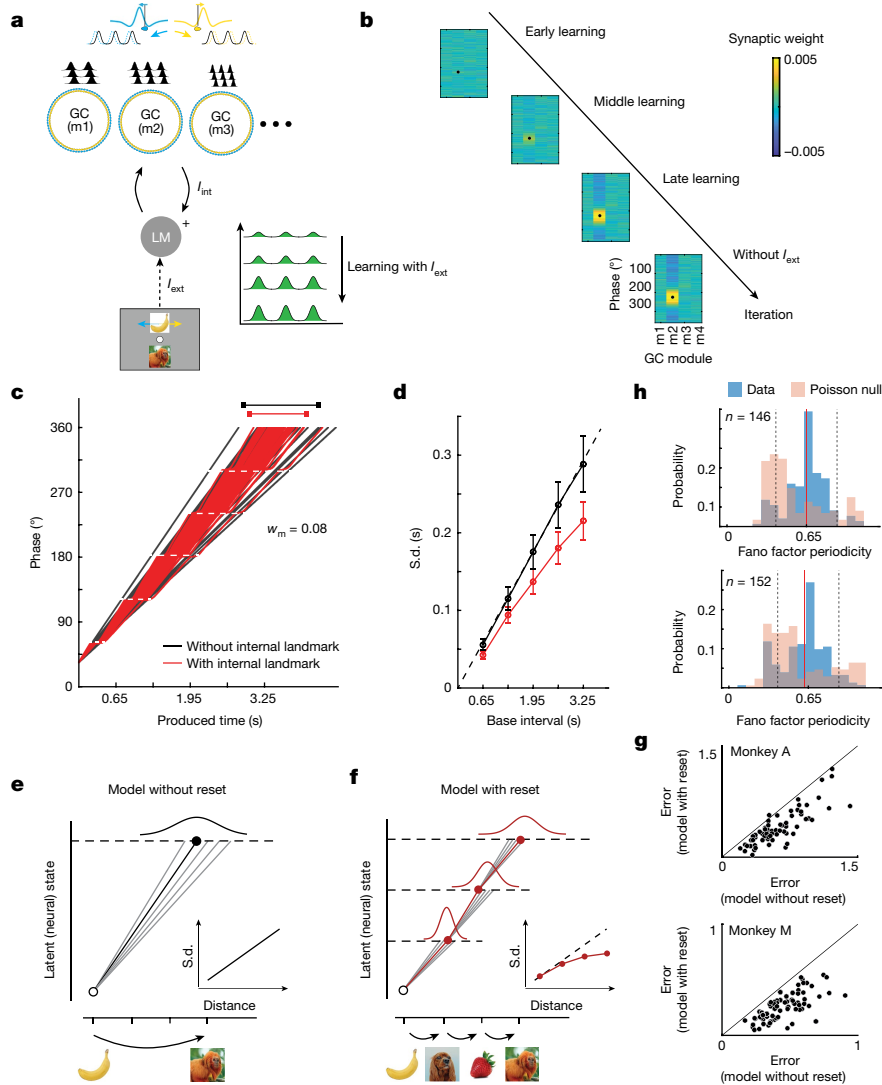 a
GC
(m1)
GC
(m2)
GC
(m3)
I_int
LM
+
I_ext
Learning with I_ext
b
Early learning
Middle learning
Late learning
Without I_ext
Iteration
Synaptic weight
0.005
−0.005
Phase (°)
100
200
300
m1
m2
m3
m4
GC module
c
Phase (°)
360
270
180
90
0
w_m = 0.08
Without internal landmark
With internal landmark
0.65 1.95 3.25
Produced time (s)
d
S.d. (s)
0.3
0.2
0.1
0
0.65 1.95 3.25
Base interval (s)
h
Data Poisson null
n = 146
Probability
0.2
0.1
0 0.65
Fano factor periodicity
n = 152
Probability
0.2
0.1
0 0.65
Fano factor periodicity
e
Model without reset
Latent (neural) state
S.d.
Distance
f
Model with reset
Latent (neural) state
S.d.
Distance
g
Monkey A
Error
(model with reset)
1.5
0 1.5
Error
(model without reset)
Monkey M
Error
(model with reset)
1
0 1
Error
(model without reset)